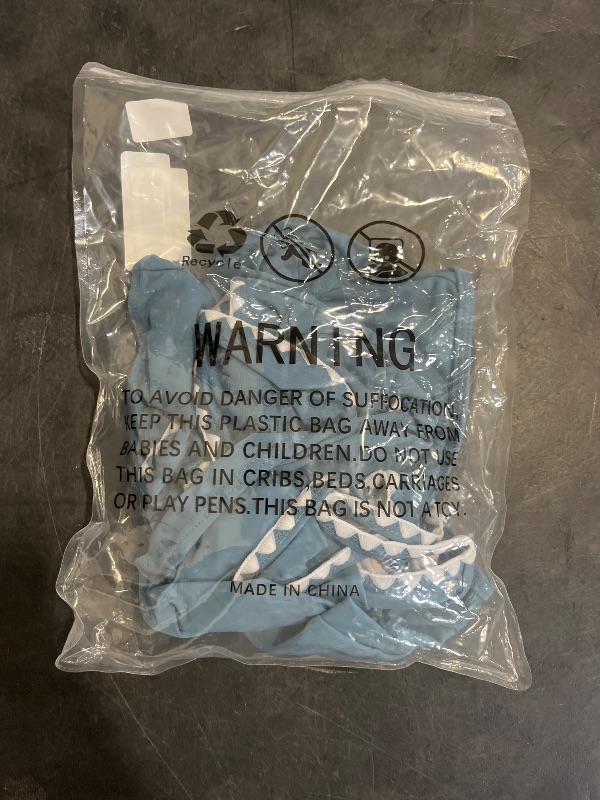 Recycle
WARNING
TO AVOID DANGER OF SUFFOCATION,
KEEP THIS PLASTIC BAG AWAY FROM
BABIES AND CHILDREN.DO NOT USE
THIS BAG IN CRIBS,BEDS,CARRIAGES
OR PLAY PENS.THIS BAG IS NOT A TOY.
MADE IN CHINA